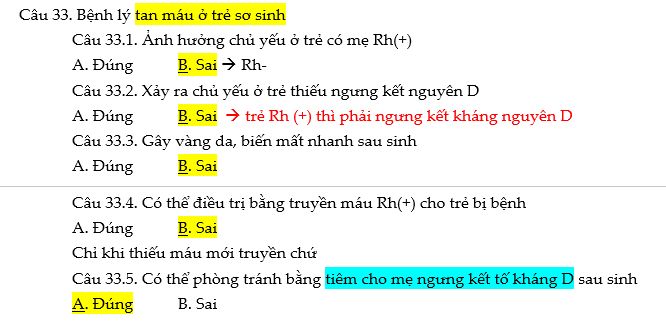 Câu 33. Bệnh lý tan máu ở trẻ sơ sinh
Câu 33.1. Ảnh hưởng chủ yếu ở trẻ có mẹ Rh(+)
A. Đúng B. Sai → Rh-
Câu 33.2. Xảy ra chủ yếu ở trẻ thiếu ngưng kết nguyên D
A. Đúng B. Sai → trẻ Rh (+) thì phải ngưng kết kháng nguyên D
Câu 33.3. Gây vàng da, biến mất nhanh sau sinh
A. Đúng B. Sai
Câu 33.4. Có thể điều trị bằng truyền máu Rh(+) cho trẻ bị bệnh
A. Đúng B. Sai
Chỉ khi thiếu máu mới truyền chứ
Câu 33.5. Có thể phòng tránh bằng tiêm cho mẹ ngưng kết tố kháng D sau sinh
A. Đúng B. Sai